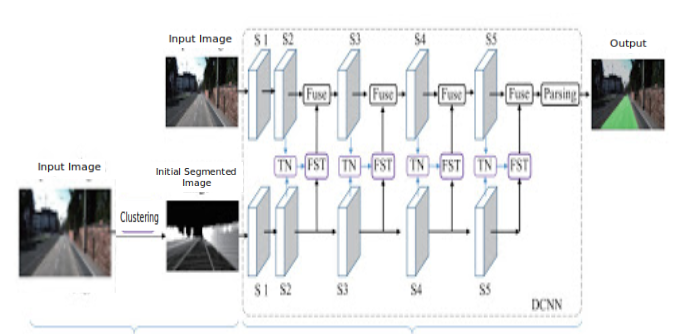 Input Image
S 1 S2 S3 S4 S5
Output
Fuse Fuse Fuse Fuse Parsing
TN FST TN FST TN FST TN FST
Input Image
Initial Segmented
Image
Clustering
S 1 S2 S3 S4 S5
DCNN